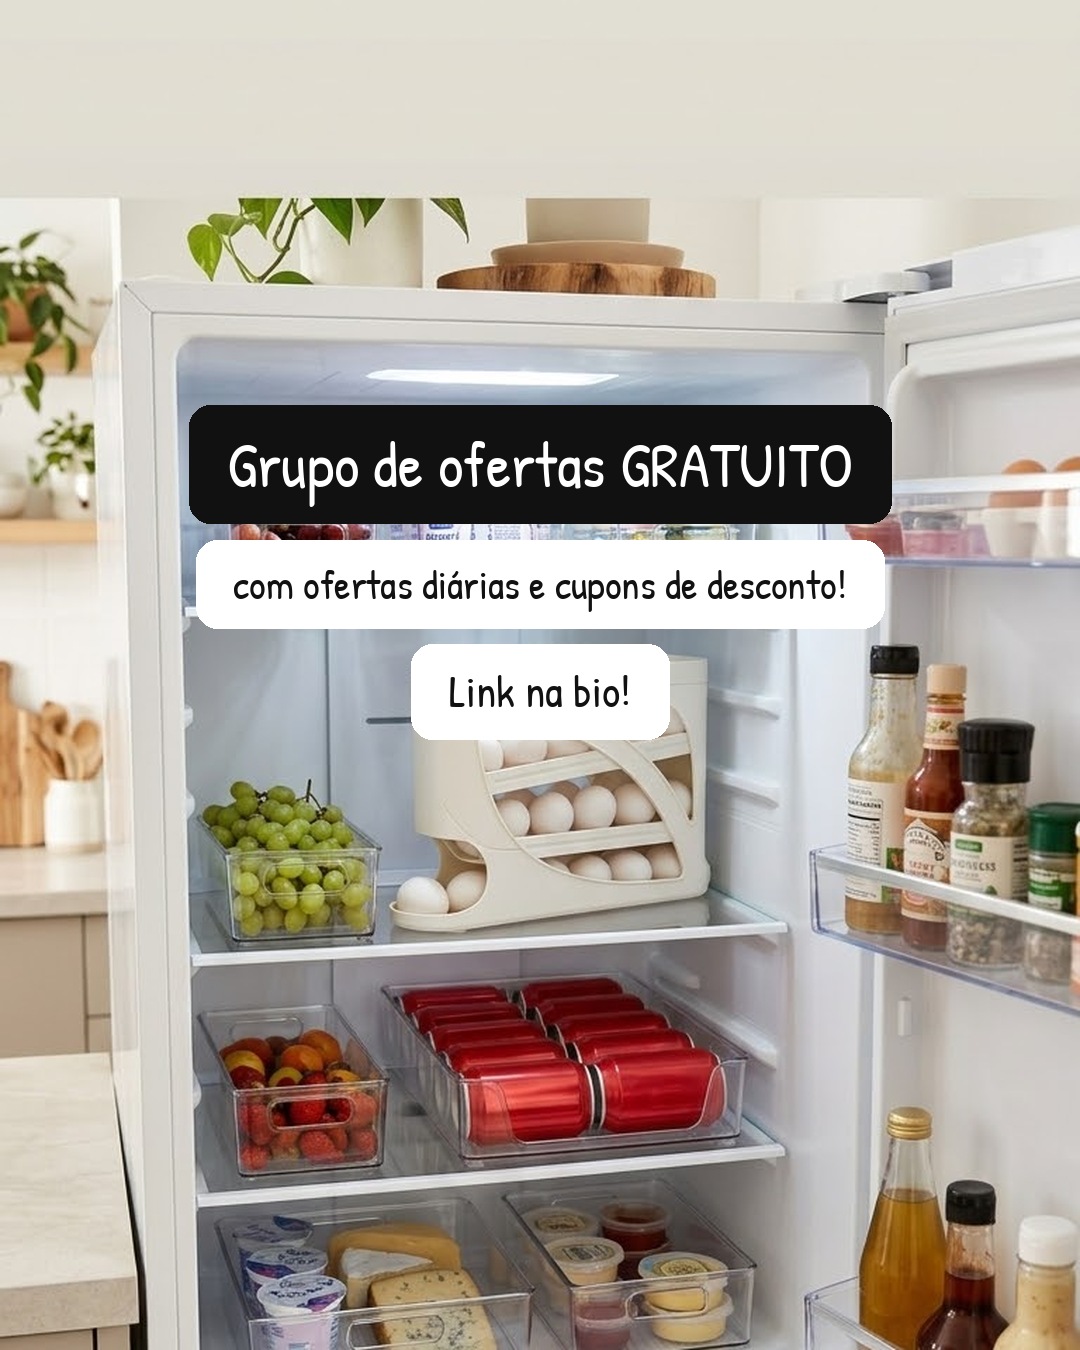 Grupo de ofertas GRATUITO
com ofertas diárias e cupons de desconto!
Link na bio!